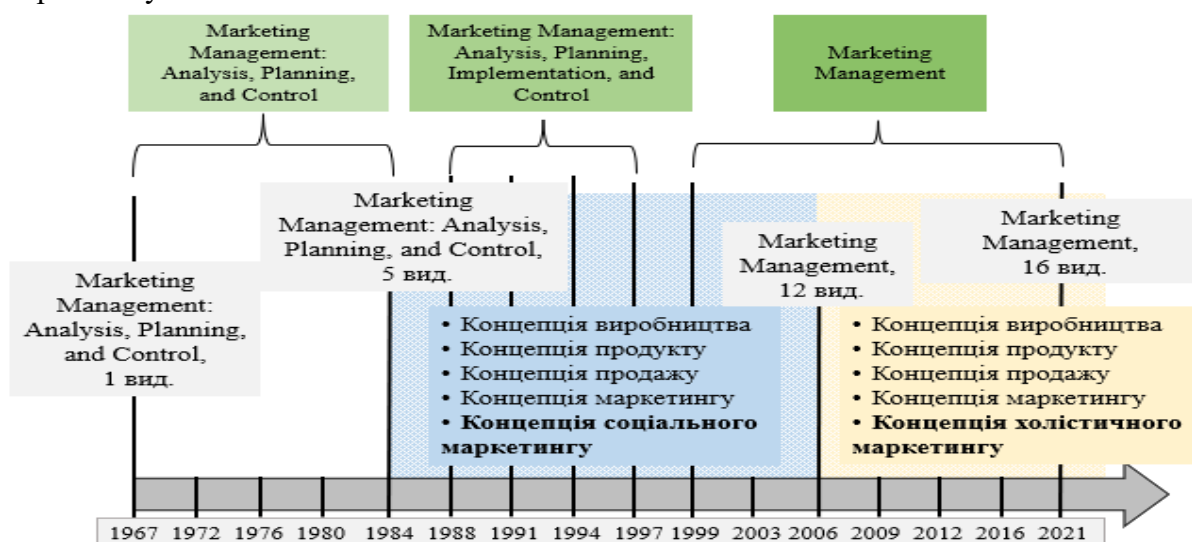 Marketing
Management:
Analysis, Planning,
and Control
Marketing Management:
Analysis, Planning,
Implementation, and
Control
Marketing
Management
Marketing
Management:
Analysis, Planning,
and Control,
1 вид.
Marketing
Management: Analysis,
Planning, and Control,
5 вид.
Marketing
Management,
12 вид.
Marketing
Management,
16 вид.
• Концепція виробництва
• Концепція продукту
• Концепція продажу
• Концепція маркетингу
• Концепція соціального
маркетингу
• Концепція виробництва
• Концепція продукту
• Концепція продажу
• Концепція маркетингу
• Концепція холістичного
маркетингу
1967 1972 1976 1980 1984 1988 1991 1994 1997 1999 2003 2006 2009 2012 2016 2021